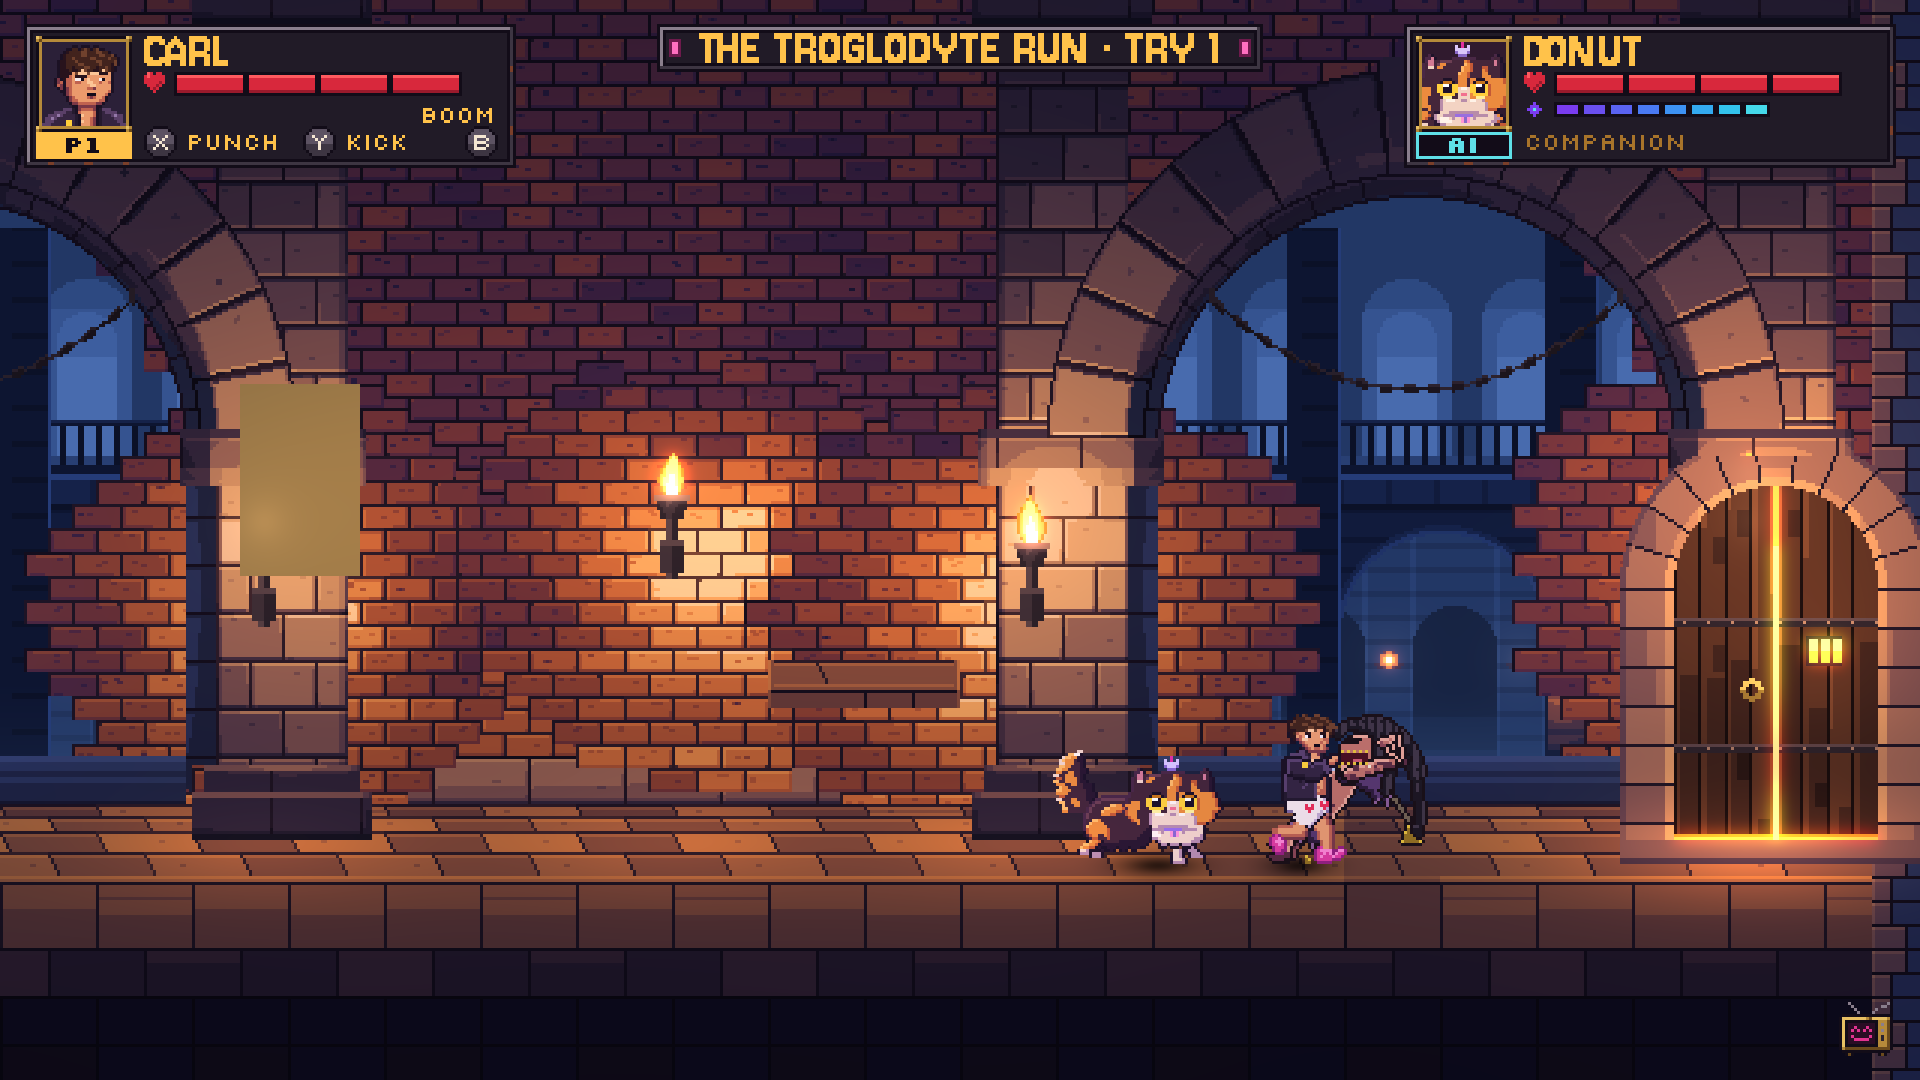 CARL
P1
BOOM
X PUNCH Y KICK B
THE TROGLODYTE RUN · TRY 1
DONUT
AI
COMPANION